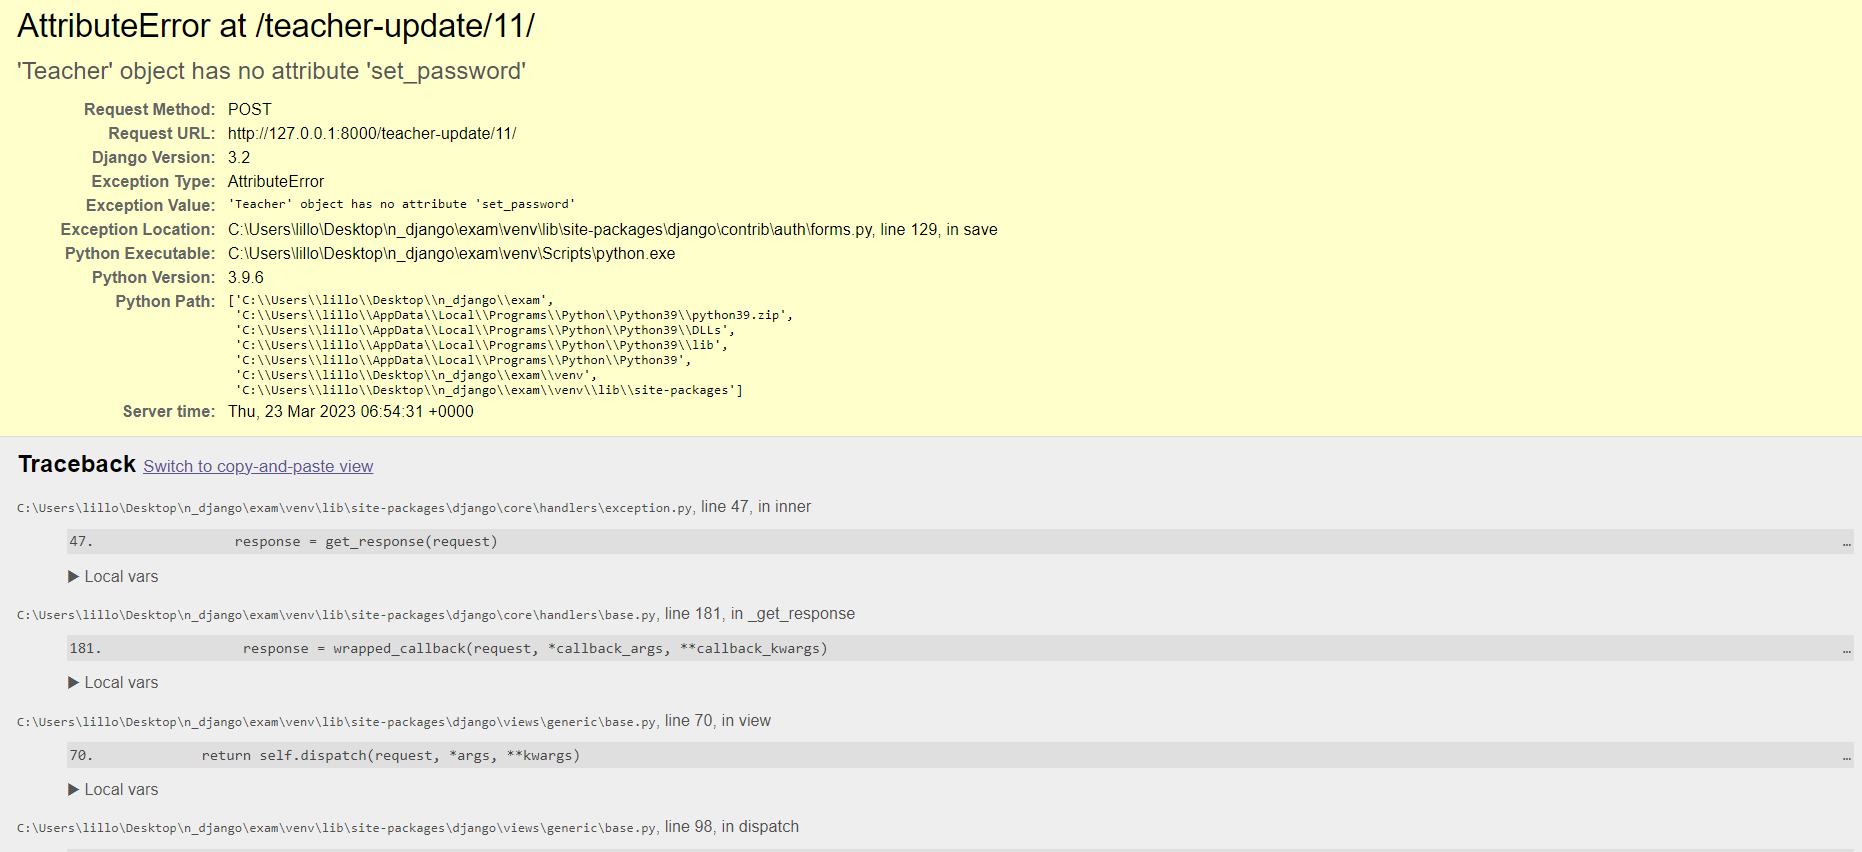 AttributeError at /teacher-update/11/
'Teacher' object has no attribute 'set_password'
Request Method: POST
Request URL: http://127.0.0.1:8000/teacher-update/11/
Django Version: 3.2
Exception Type: AttributeError
Exception Value: 'Teacher' object has no attribute 'set_password'
Exception Location: C:\Users\lillo\Desktop\n_django\exam\venv\lib\site-packages\django\contrib\auth\forms.py, line 129, in save
Python Executable: C:\Users\lillo\Desktop\n_django\exam\venv\Scripts\python.exe
Python Version: 3.9.6
Python Path: ['C:\\Users\\lillo\\Desktop\\n_django\\exam',
'C:\\Users\\lillo\\AppData\\Local\\Programs\\Python\\Python39\\python39.zip',
'C:\\Users\\lillo\\AppData\\Local\\Programs\\Python\\Python39\\DLLs',
'C:\\Users\\lillo\\AppData\\Local\\Programs\\Python\\Python39\\lib',
'C:\\Users\\lillo\\AppData\\Local\\Programs\\Python\\Python39',
'C:\\Users\\lillo\\Desktop\\n_django\\exam\\venv',
'C:\\Users\\lillo\\Desktop\\n_django\\exam\\venv\\lib\\site-packages']
Server time: Thu, 23 Mar 2023 06:54:31 +0000
Traceback Switch to copy-and-paste view
C:\Users\lillo\Desktop\n_django\exam\venv\lib\site-packages\django\core\handlers\exception.py, line 47, in inner
47. response = get_response(request) …
▶ Local vars
C:\Users\lillo\Desktop\n_django\exam\venv\lib\site-packages\django\core\handlers\base.py, line 181, in _get_response
181. response = wrapped_callback(request, *callback_args, **callback_kwargs) …
▶ Local vars
C:\Users\lillo\Desktop\n_django\exam\venv\lib\site-packages\django\views\generic\base.py, line 70, in view
70. return self.dispatch(request, *args, **kwargs) …
▶ Local vars
C:\Users\lillo\Desktop\n_django\exam\venv\lib\site-packages\django\views\generic\base.py, line 98, in dispatch